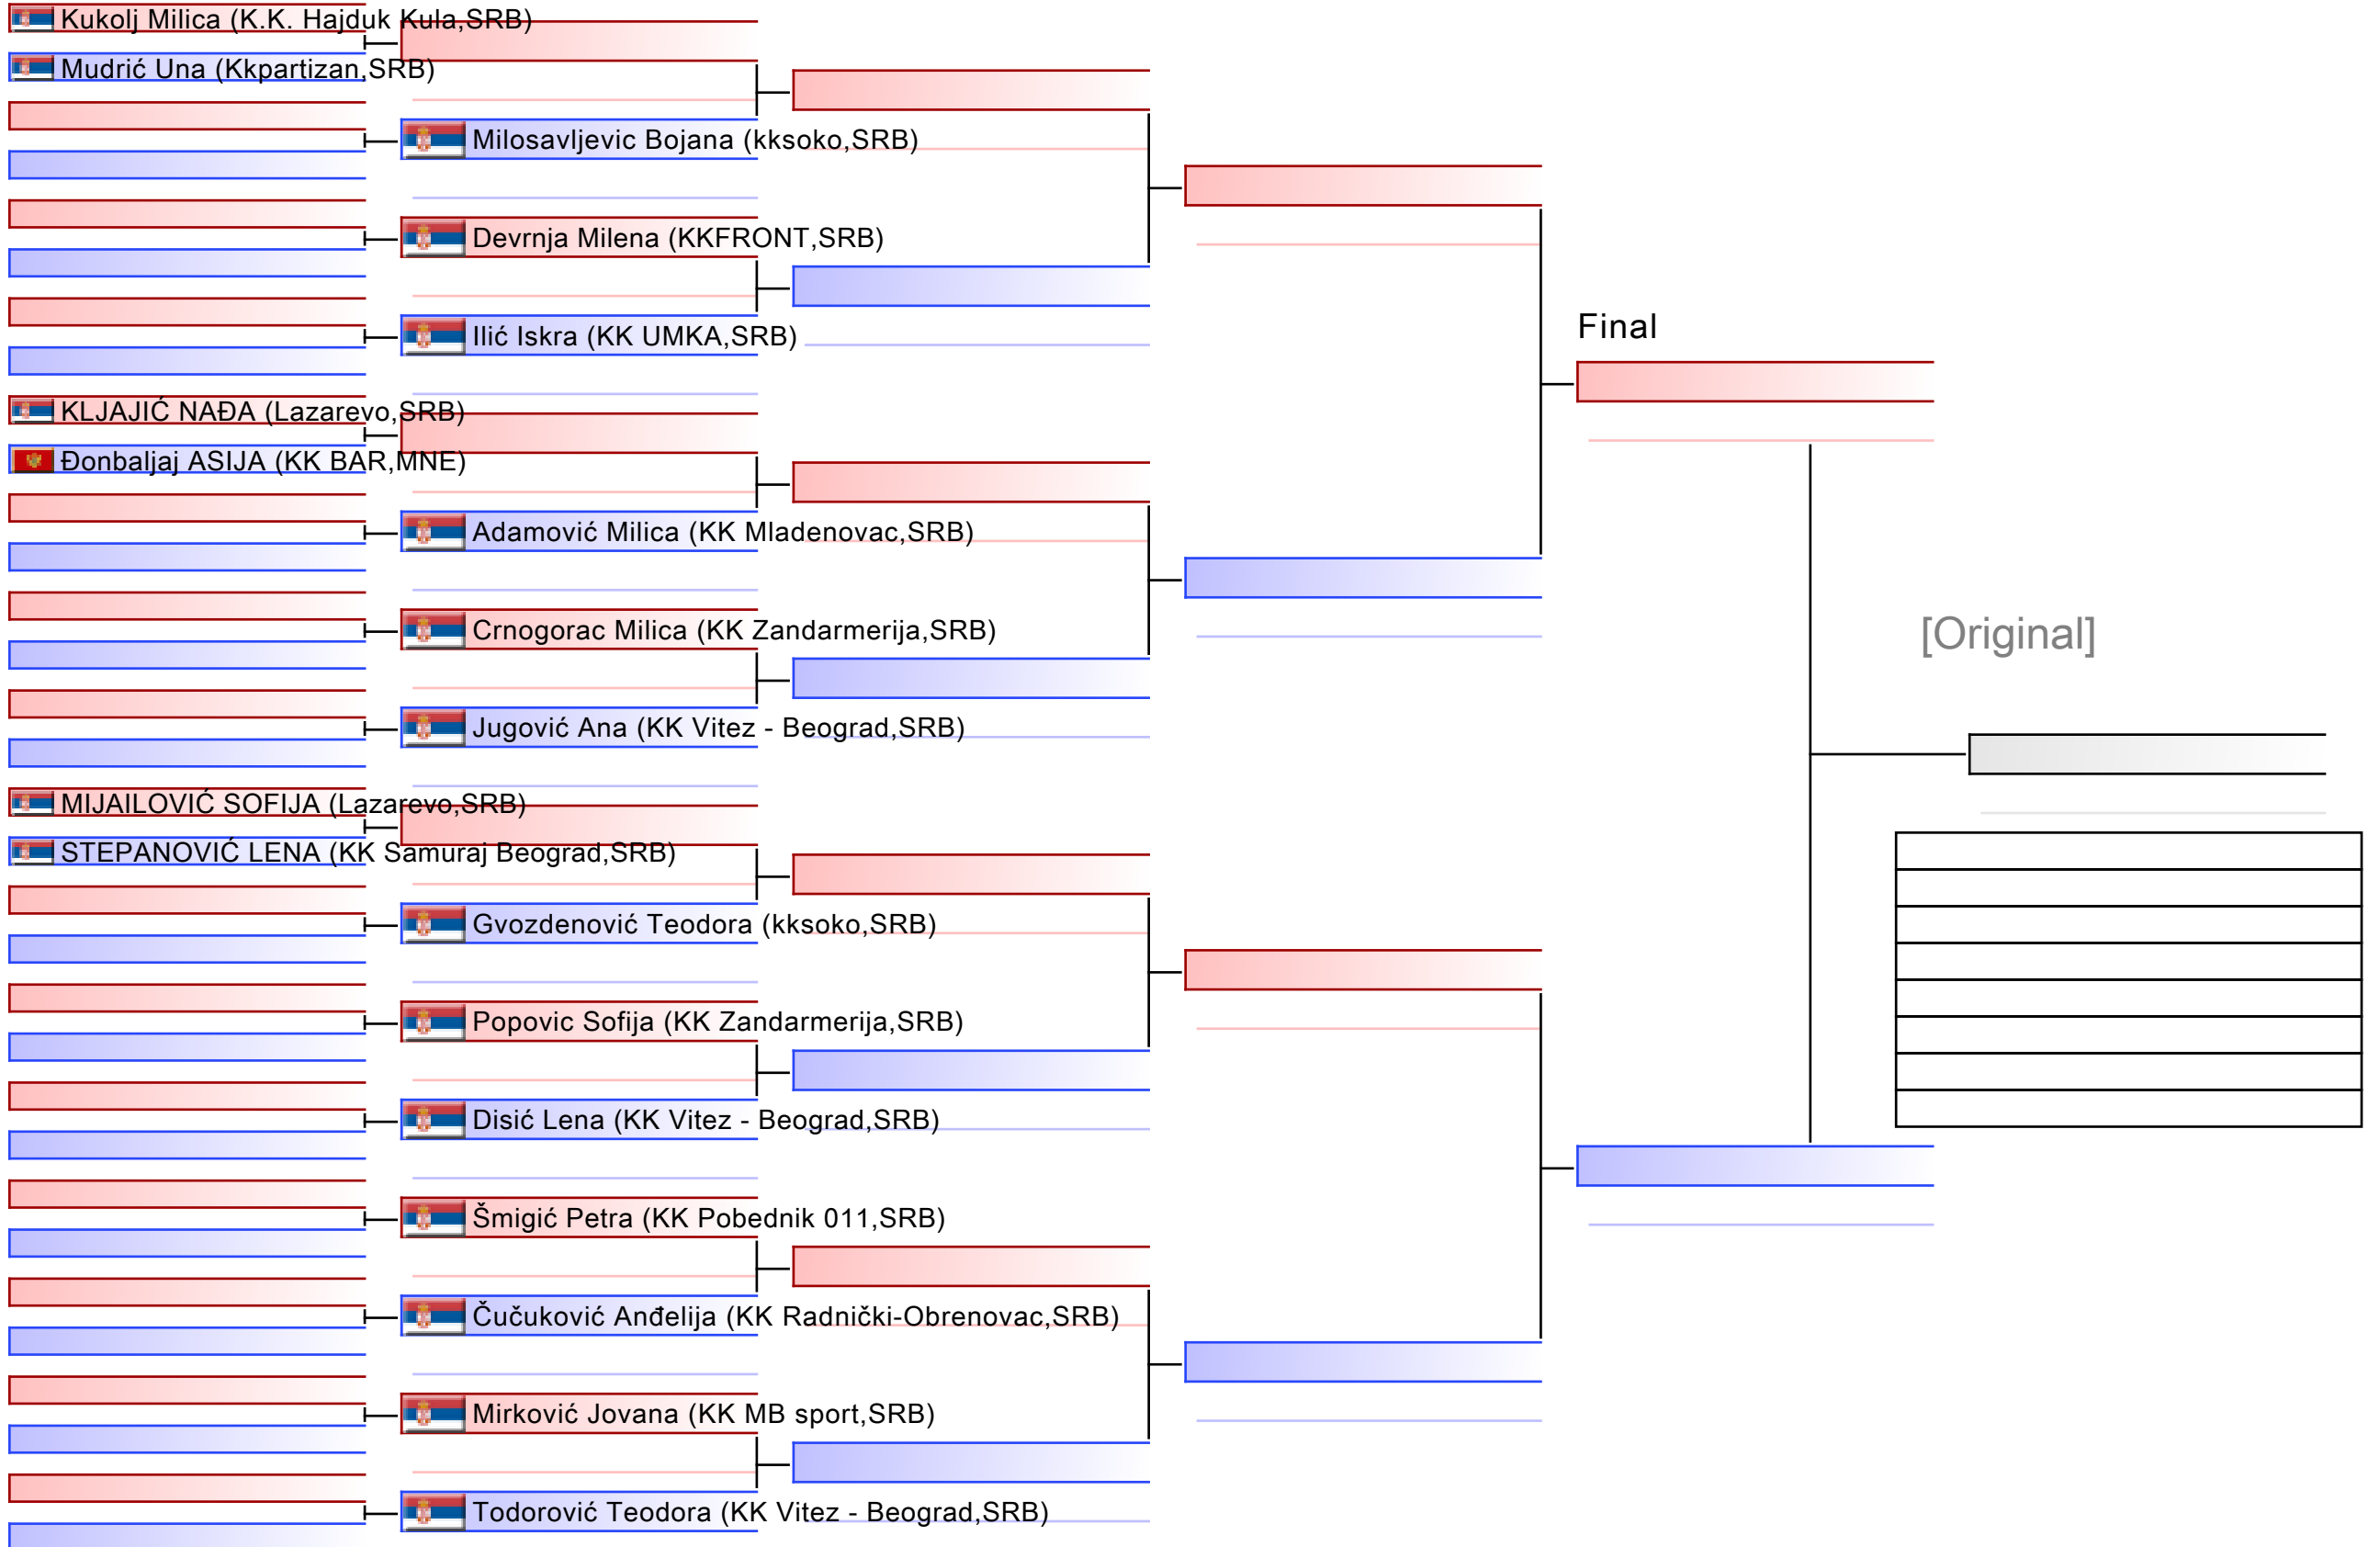 Kukolj Milica (K.K. Hajduk Kula,SRB)
Mudrić Una (Kkpartizan,SRB)
Milosavljevic Bojana (kksoko,SRB)
Devrnja Milena (KKFRONT,SRB)
Ilić Iskra (KK UMKA,SRB)
Final
KLJAJIĆ NAĐA (Lazarevo,SRB)
Đonbaljaj ASIJA (KK BAR,MNE)
Adamović Milica (KK Mladenovac,SRB)
Crnogorac Milica (KK Zandarmerija,SRB)
[Original]
Jugović Ana (KK Vitez - Beograd,SRB)
MIJAILOVIĆ SOFIJA (Lazarevo,SRB)
STEPANOVIĆ LENA (KK Samuraj Beograd,SRB)
Gvozdenović Teodora (kksoko,SRB)
Popovic Sofija (KK Zandarmerija,SRB)
Disić Lena (KK Vitez - Beograd,SRB)
Šmigić Petra (KK Pobednik 011,SRB)
Čučuković Anđelija (KK Radnički-Obrenovac,SRB)
Mirković Jovana (KK MB sport,SRB)
Todorović Teodora (KK Vitez - Beograd,SRB)